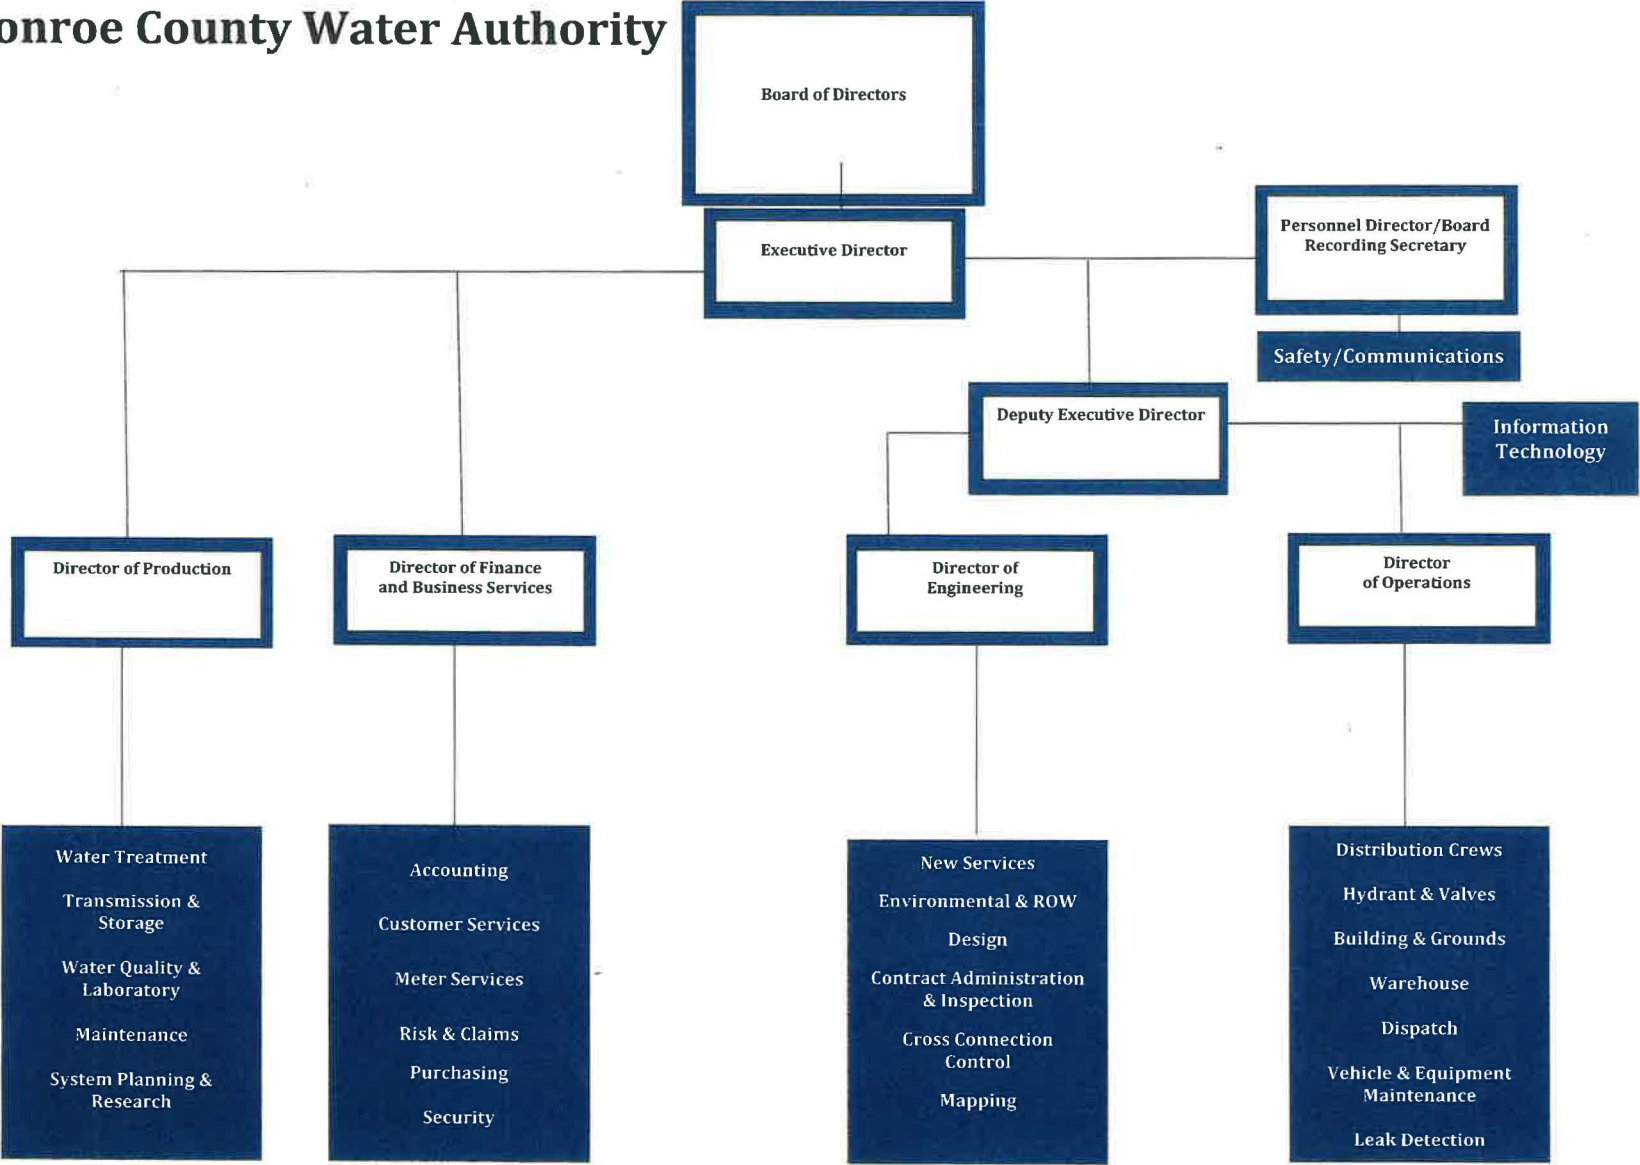 onroe County Water Authority
Board of Directors
Executive Director
Personnel Director/Board
Recording Secretary
Safety/Communications
Deputy Executive Director
Information
Technology
Director of Production
Director of Finance
and Business Services
Director of
Engineering
Director
of Operations
Water Treatment
Transmission &
Storage
Water Quality &
Laboratory
Maintenance
System Planning &
Research
Accounting
Customer Services
Meter Services
Risk & Claims
Purchasing
Security
New Services
Environmental & ROW
Design
Contract Administration
& Inspection
Cross Connection
Control
Mapping
Distribution Crews
Hydrant & Valves
Building & Grounds
Warehouse
Dispatch
Vehicle & Equipment
Maintenance
Leak Detection